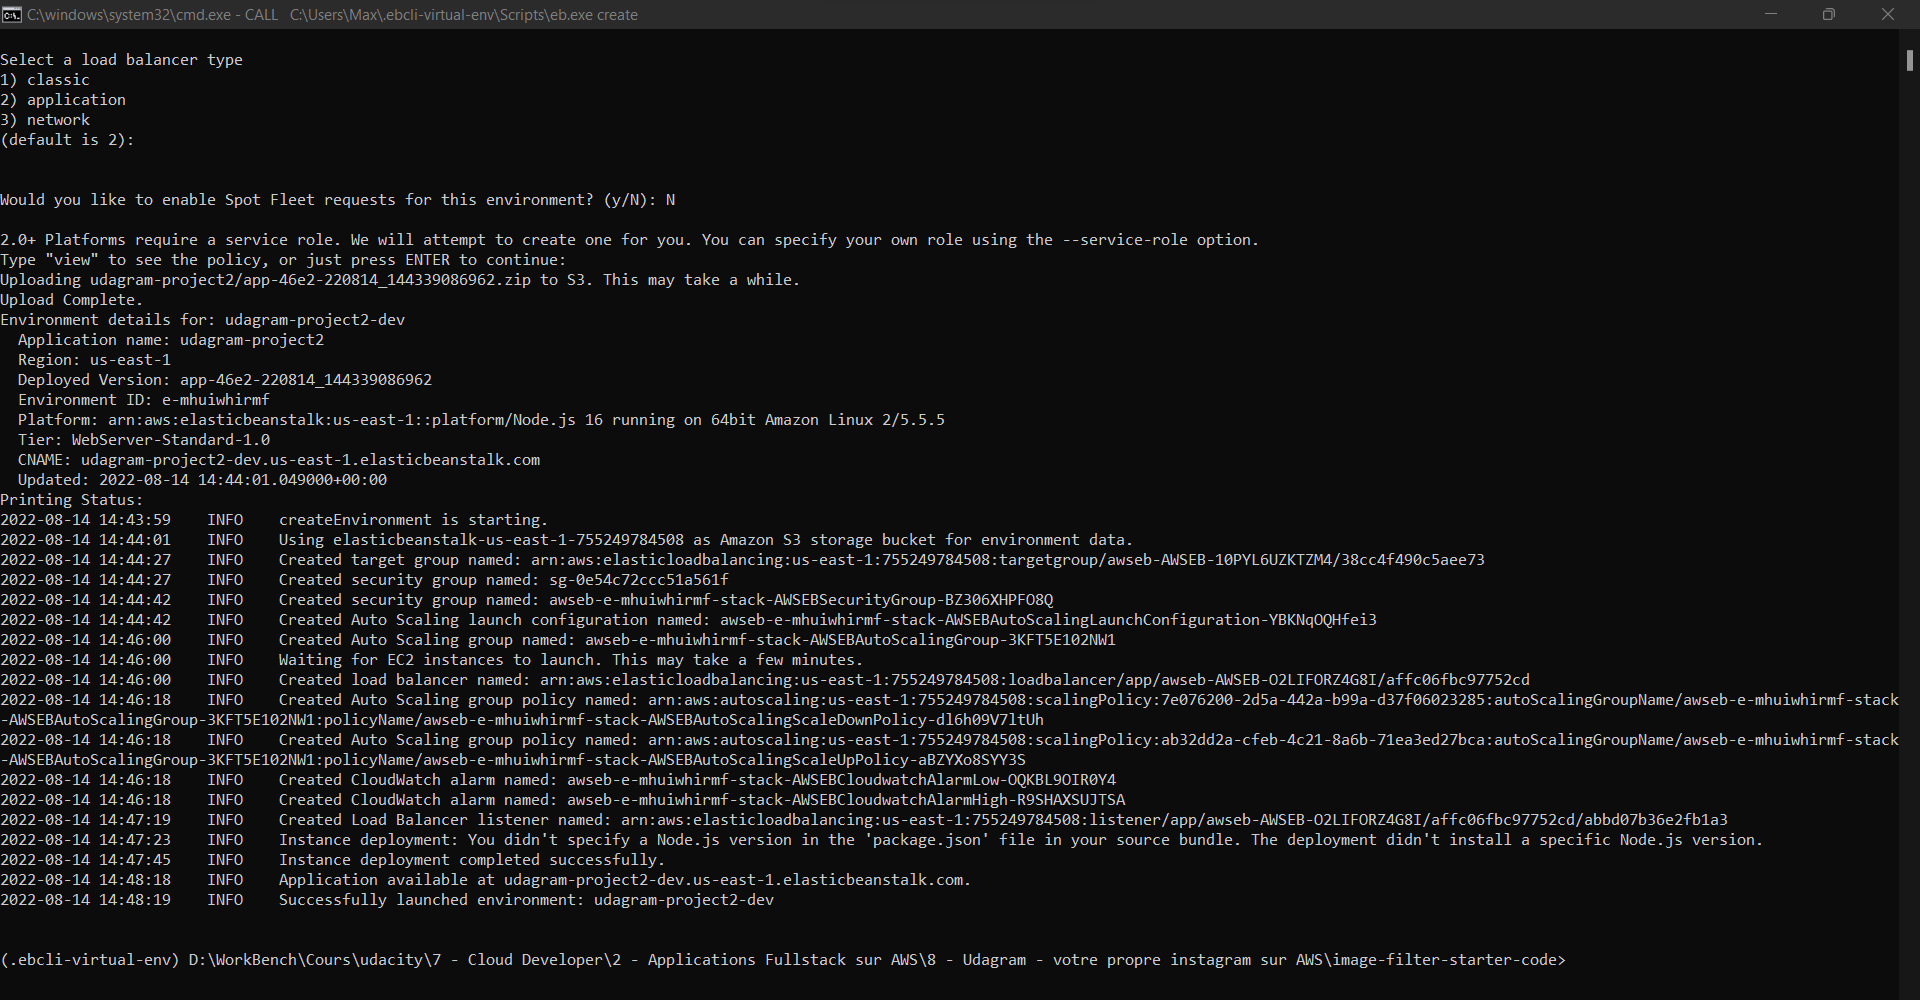 C:\windows\system32\cmd.exe - CALL C:\Users\Max\.ebcli-virtual-env\Scripts\eb.exe create
Select a load balancer type
1) classic
2) application
3) network
(default is 2):
Would you like to enable Spot Fleet requests for this environment? (y/N): N
2.0+ Platforms require a service role. We will attempt to create one for you. You can specify your own role using the --service-role option.
Type "view" to see the policy, or just press ENTER to continue:
Uploading udagram-project2/app-46e2-220814_144339086962.zip to S3. This may take a while.
Upload Complete.
Environment details for: udagram-project2-dev
  Application name: udagram-project2
  Region: us-east-1
  Deployed Version: app-46e2-220814_144339086962
  Environment ID: e-mhuiwhirmf
  Platform: arn:aws:elasticbeanstalk:us-east-1::platform/Node.js 16 running on 64bit Amazon Linux 2/5.5.5
  Tier: WebServer-Standard-1.0
  CNAME: udagram-project2-dev.us-east-1.elasticbeanstalk.com
  Updated: 2022-08-14 14:44:01.049000+00:00
Printing Status:
2022-08-14 14:43:59    INFO    createEnvironment is starting.
2022-08-14 14:44:01    INFO    Using elasticbeanstalk-us-east-1-755249784508 as Amazon S3 storage bucket for environment data.
2022-08-14 14:44:27    INFO    Created target group named: arn:aws:elasticloadbalancing:us-east-1:755249784508:targetgroup/awseb-AWSEB-10PYL6UZKTZM4/38cc4f490c5aee73
2022-08-14 14:44:27    INFO    Created security group named: sg-0e54c72ccc51a561f
2022-08-14 14:44:42    INFO    Created security group named: awseb-e-mhuiwhirmf-stack-AWSEBSecurityGroup-BZ306XHPFO8Q
2022-08-14 14:44:42    INFO    Created Auto Scaling launch configuration named: awseb-e-mhuiwhirmf-stack-AWSEBAutoScalingLaunchConfiguration-YBKNqOQHfei3
2022-08-14 14:46:00    INFO    Created Auto Scaling group named: awseb-e-mhuiwhirmf-stack-AWSEBAutoScalingGroup-3KFT5E102NW1
2022-08-14 14:46:00    INFO    Waiting for EC2 instances to launch. This may take a few minutes.
2022-08-14 14:46:00    INFO    Created load balancer named: arn:aws:elasticloadbalancing:us-east-1:755249784508:loadbalancer/app/awseb-AWSEB-O2LIFORZ4G8I/affc06fbc97752cd
2022-08-14 14:46:18    INFO    Created Auto Scaling group policy named: arn:aws:autoscaling:us-east-1:755249784508:scalingPolicy:7e076200-2d5a-442a-b99a-d37f06023285:autoScalingGroupName/awseb-e-mhuiwhirmf-stack
-AWSEBAutoScalingGroup-3KFT5E102NW1:policyName/awseb-e-mhuiwhirmf-stack-AWSEBAutoScalingScaleDownPolicy-dl6h09V7ltUh
2022-08-14 14:46:18    INFO    Created Auto Scaling group policy named: arn:aws:autoscaling:us-east-1:755249784508:scalingPolicy:ab32dd2a-cfeb-4c21-8a6b-71ea3ed27bca:autoScalingGroupName/awseb-e-mhuiwhirmf-stack
-AWSEBAutoScalingGroup-3KFT5E102NW1:policyName/awseb-e-mhuiwhirmf-stack-AWSEBAutoScalingScaleUpPolicy-aBZYXo8SYY3S
2022-08-14 14:46:18    INFO    Created CloudWatch alarm named: awseb-e-mhuiwhirmf-stack-AWSEBCloudwatchAlarmLow-OQKBL9OIR0Y4
2022-08-14 14:46:18    INFO    Created CloudWatch alarm named: awseb-e-mhuiwhirmf-stack-AWSEBCloudwatchAlarmHigh-R9SHAXSUJTSA
2022-08-14 14:47:19    INFO    Created Load Balancer listener named: arn:aws:elasticloadbalancing:us-east-1:755249784508:listener/app/awseb-AWSEB-O2LIFORZ4G8I/affc06fbc97752cd/abbd07b36e2fb1a3
2022-08-14 14:47:23    INFO    Instance deployment: You didn't specify a Node.js version in the 'package.json' file in your source bundle. The deployment didn't install a specific Node.js version.
2022-08-14 14:47:45    INFO    Instance deployment completed successfully.
2022-08-14 14:48:18    INFO    Application available at udagram-project2-dev.us-east-1.elasticbeanstalk.com.
2022-08-14 14:48:19    INFO    Successfully launched environment: udagram-project2-dev
(.ebcli-virtual-env) D:\WorkBench\Cours\udacity\7 - Cloud Developer\2 - Applications Fullstack sur AWS\8 - Udagram - votre propre instagram sur AWS\image-filter-starter-code>